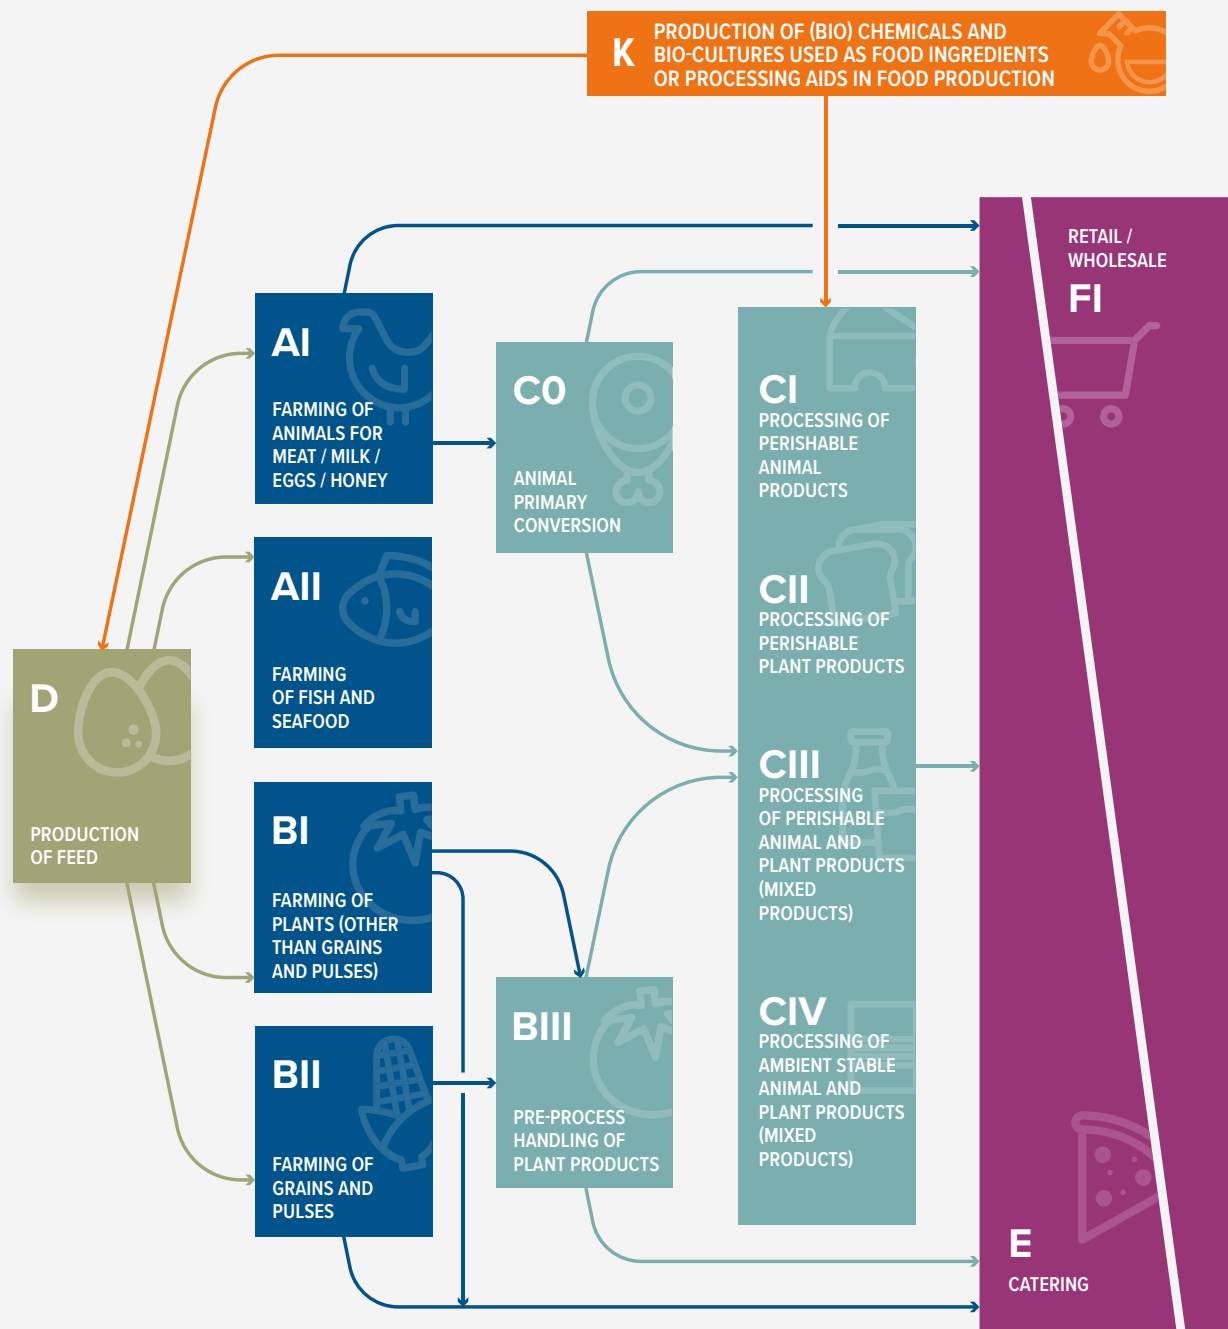 K
PRODUCTION OF (BIO) CHEMICALS AND
BIO-CULTURES USED AS FOOD INGREDIENTS
OR PROCESSING AIDS IN FOOD PRODUCTION
RETAIL /
WHOLESALE
FI
AI
FARMING OF
ANIMALS FOR
MEAT / MILK /
EGGS / HONEY
C0
ANIMAL
PRIMARY
CONVERSION
CI
PROCESSING OF
PERISHABLE
ANIMAL
PRODUCTS
AII
FARMING
OF FISH AND
SEAFOOD
CII
PROCESSING OF
PERISHABLE
PLANT PRODUCTS
D
PRODUCTION
OF FEED
BI
FARMING OF
PLANTS (OTHER
THAN GRAINS
AND PULSES)
CIII
PROCESSING
OF PERISHABLE
ANIMAL AND
PLANT PRODUCTS
(MIXED
PRODUCTS)
BII
FARMING OF
GRAINS AND
PULSES
BIII
PRE-PROCESS
HANDLING OF
PLANT PRODUCTS
CIV
PROCESSING OF
AMBIENT STABLE
ANIMAL AND
PLANT PRODUCTS
(MIXED
PRODUCTS)
E
CATERING